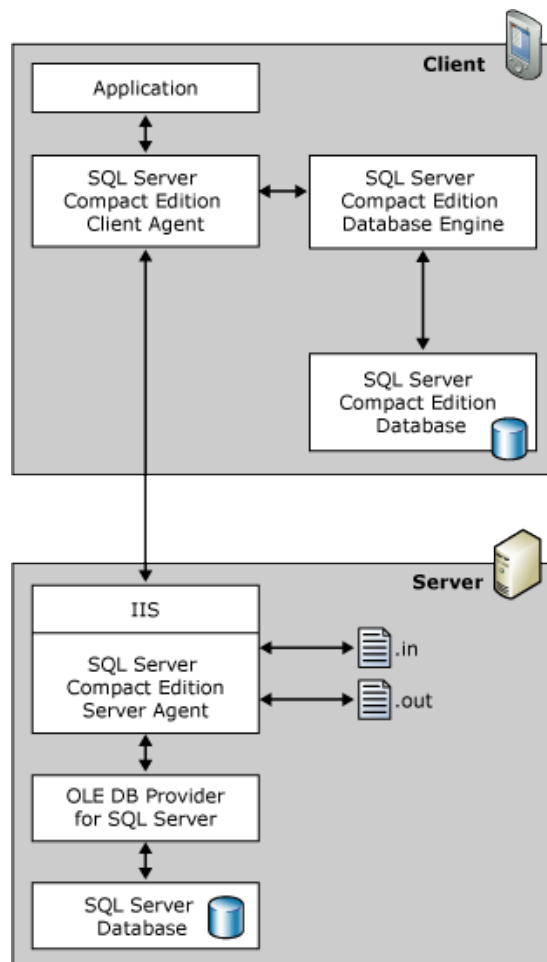 Client
Application
SQL Server
Compact Edition
Client Agent
SQL Server
Compact Edition
Database Engine
SQL Server
Compact Edition
Database
Server
IIS
SQL Server
Compact Edition
Server Agent
.in
.out
OLE DB Provider
for SQL Server
SQL Server
Database